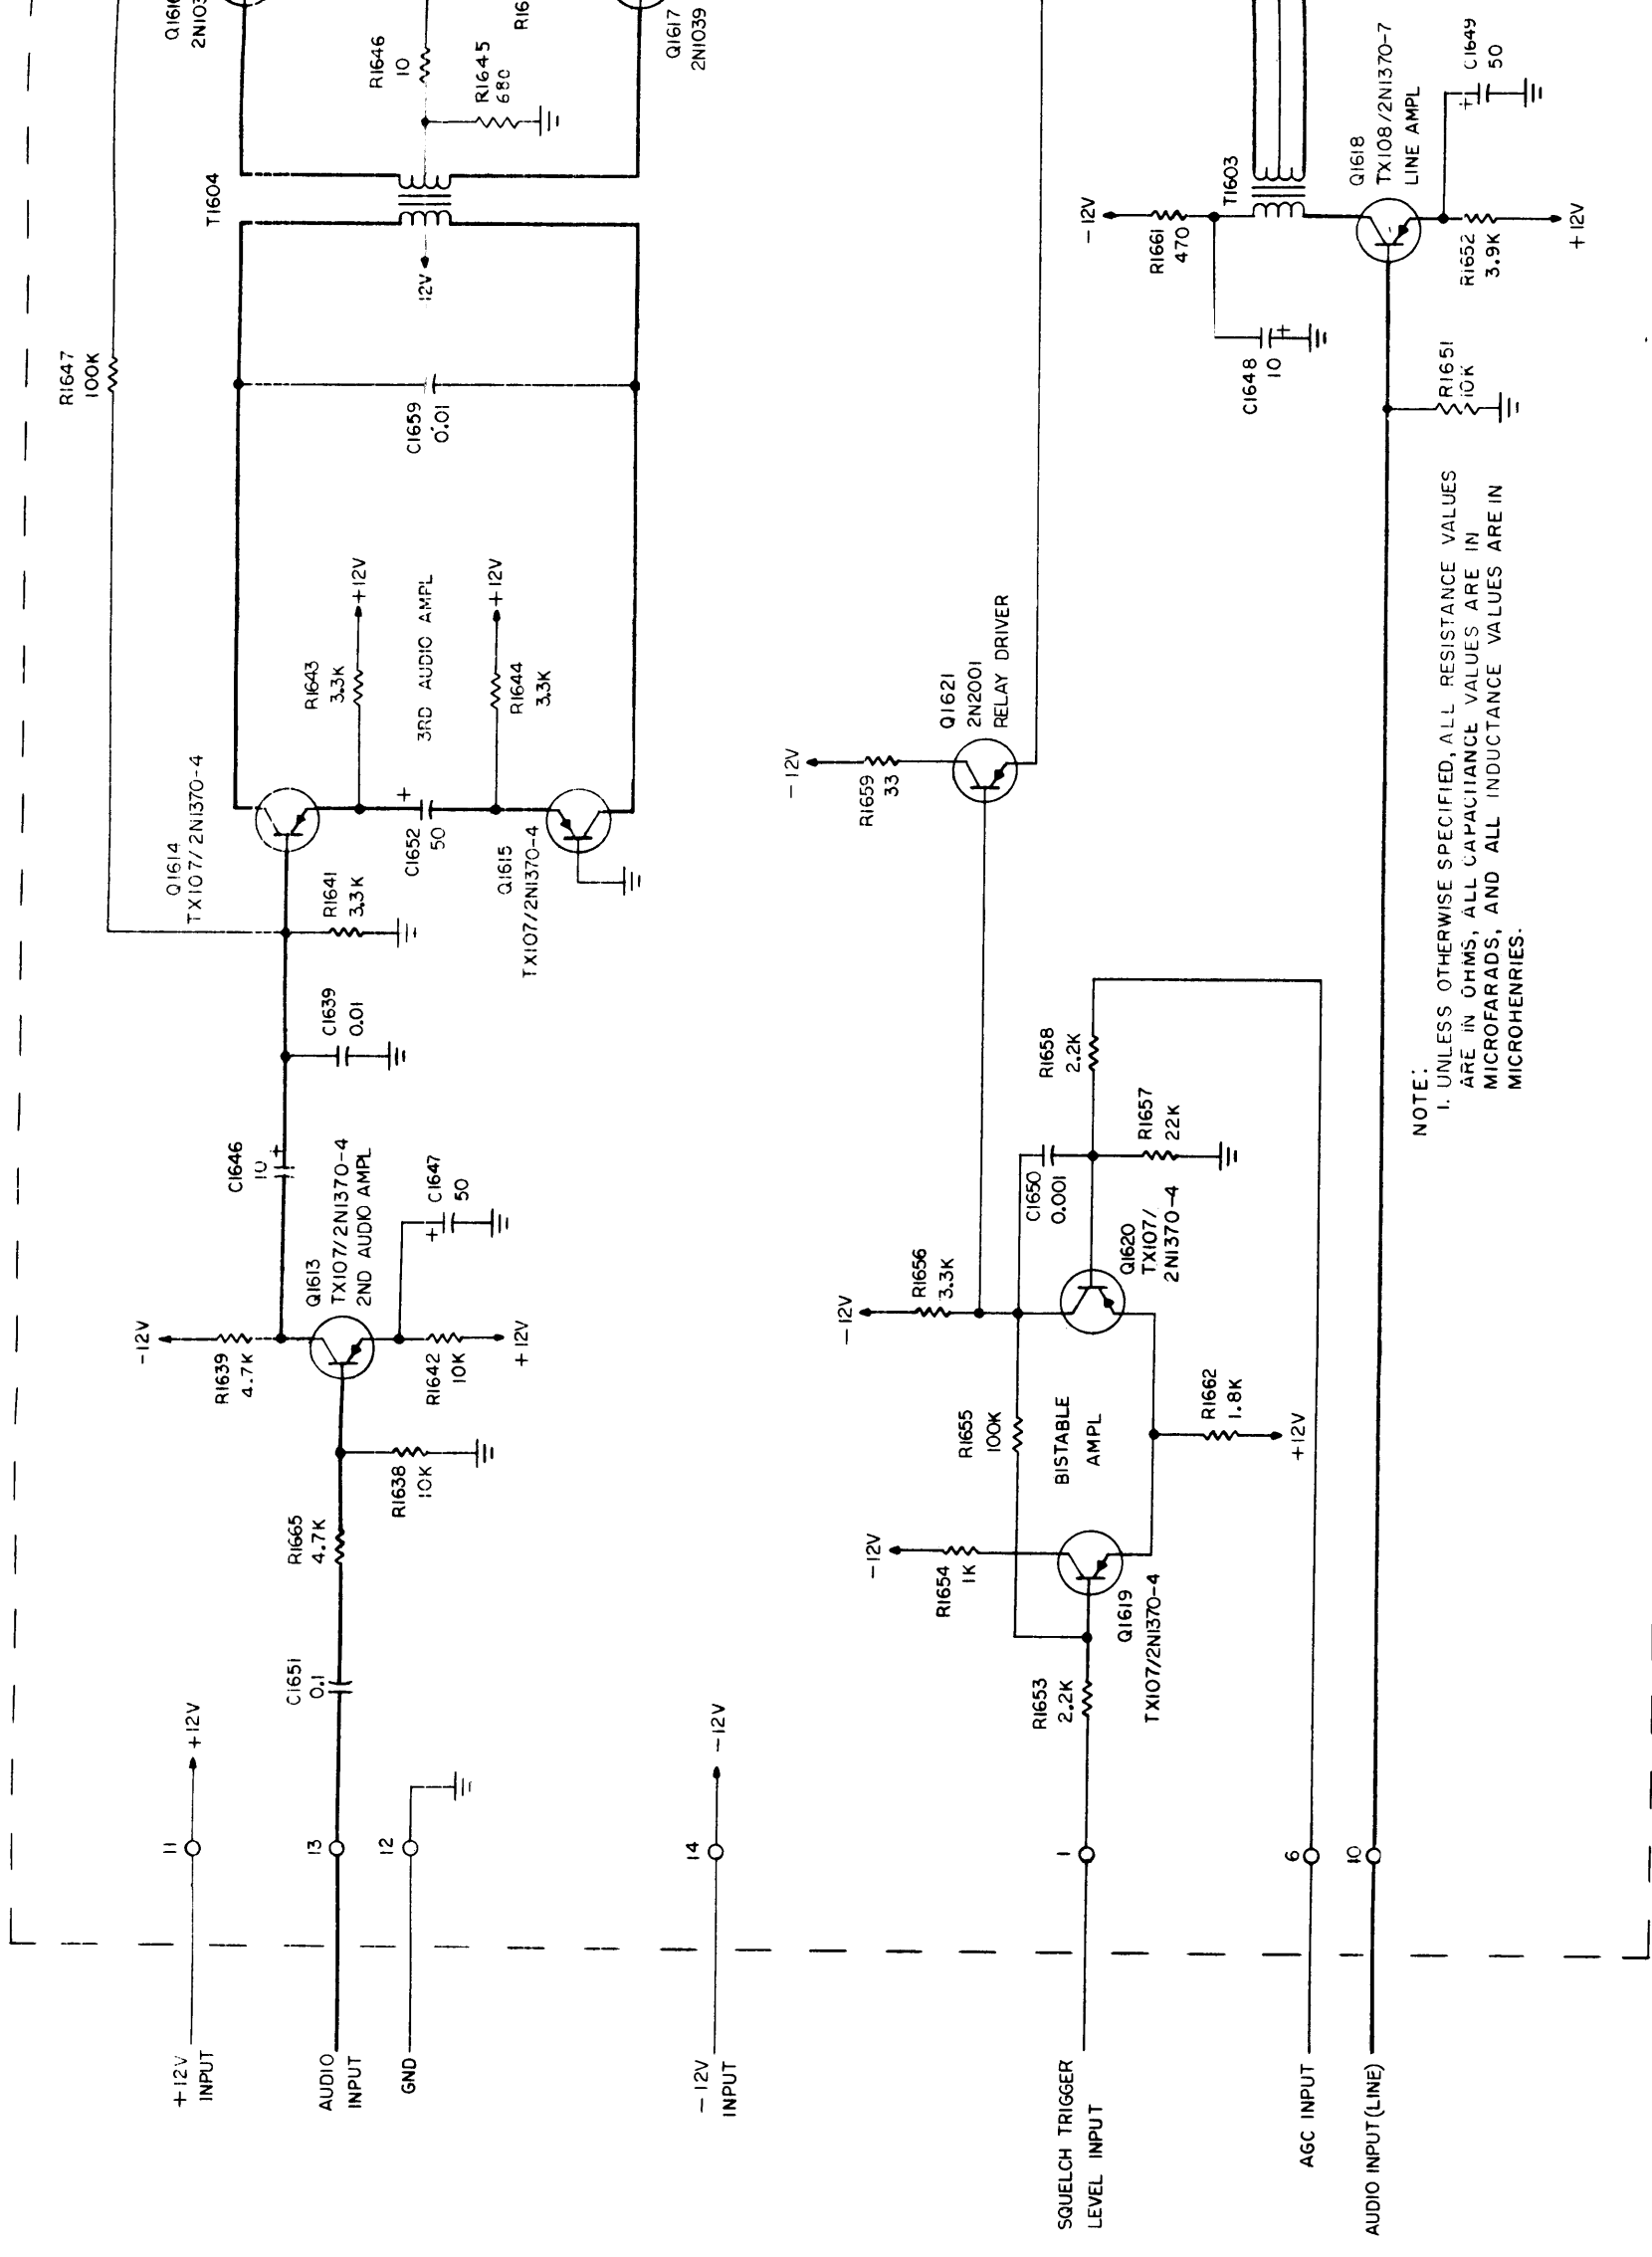 R1647
100K
2N103
T1604
R1646
10
R1645
680
Q1617
2N1039
12V
C1659
0.01
Q1614
TX107/2N1370-4
R1643
3.3K
+12V
3RD AUDIO AMPL
R1644
3.3K
+12V
C1652
50
+
Q1615
TX107/2N1370-4
R1641
3.3K
C1639
0.01
C1646
10
+
Q1613
TX107/2N1370-4
2ND AUDIO AMPL
C1647
50
+
-12V
R1639
4.7K
R1642
10K
+12V
R1638
10K
R1665
4.7K
C1651
0.1
+12V
11
+12V
INPUT
13
AUDIO
INPUT
12
GND
-12V
14
-12V
INPUT
-12V
R1659
33
Q1621
2N2001
RELAY DRIVER
-12V
R1656
3.3K
C1650
0.001
R1658
2.2K
R1657
22K
Q1620
TX107/
2N1370-4
R1655
100K
BISTABLE
AMPL
R1662
1.8K
+12V
-12V
R1654
1K
Q1619
TX107/2N1370-4
R1653
2.2K
1
SQUELCH TRIGGER
LEVEL INPUT
6
AGC INPUT
10
AUDIO INPUT(LINE)
-12V
R1661
470
T1603
C1648
10
+
Q1618
TX108/2N1370-7
LINE AMPL
C1649
50
+
R1652
3.9K
+12V
R1651
10K
NOTE:
1. UNLESS OTHERWISE SPECIFIED, ALL RESISTANCE VALUES
ARE IN OHMS, ALL CAPACITANCE VALUES ARE IN
MICROFARADS, AND ALL INDUCTANCE VALUES ARE IN
MICROHENRIES.